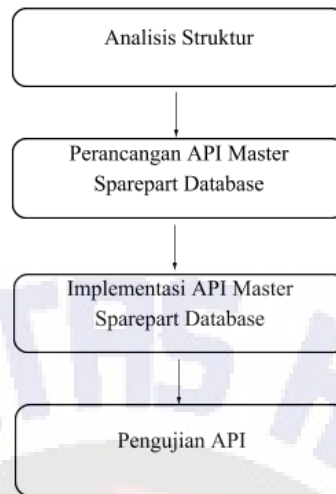 Analisis Struktur
Perancangan API Master
Sparepart Database
Implementasi API Master
Sparepart Database
Pengujian API